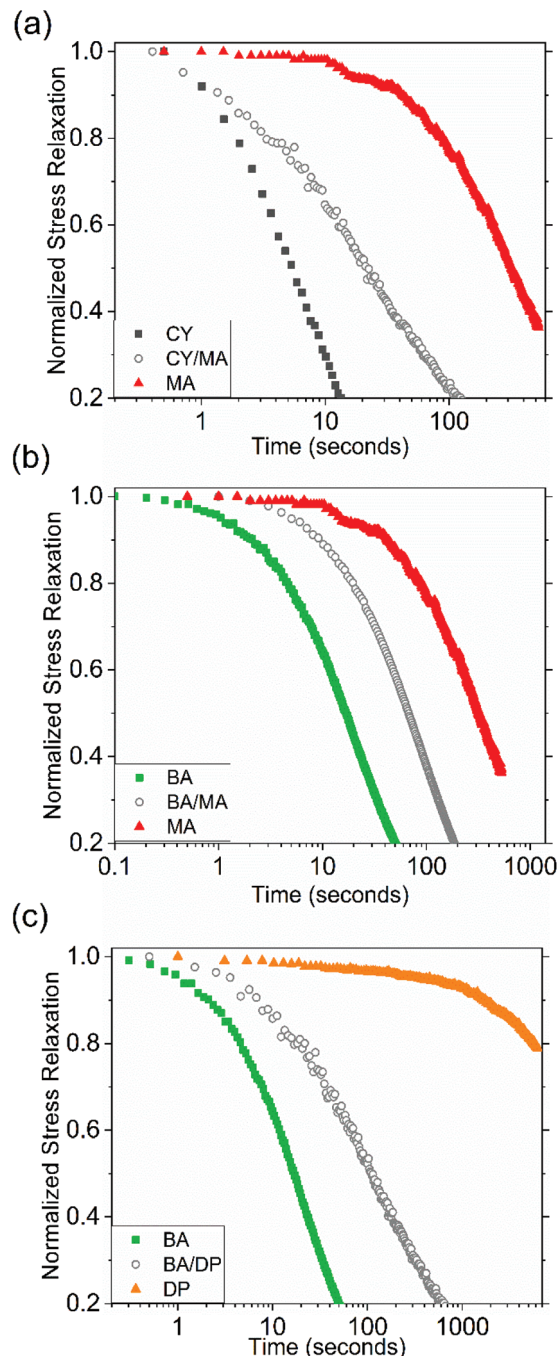 (a)
Normalized Stress Relaxation
1.0
0.8
0.6
0.4
0.2
CY
CY/MA
MA
1 10 100
Time (seconds)
(b)
Normalized Stress Relaxation
1.0
0.8
0.6
0.4
0.2
BA
BA/MA
MA
0.1 1 10 100 1000
Time (seconds)
(c)
Normalized Stress Relaxation
1.0
0.8
0.6
0.4
0.2
BA
BA/DP
DP
1 10 100 1000
Time (seconds)